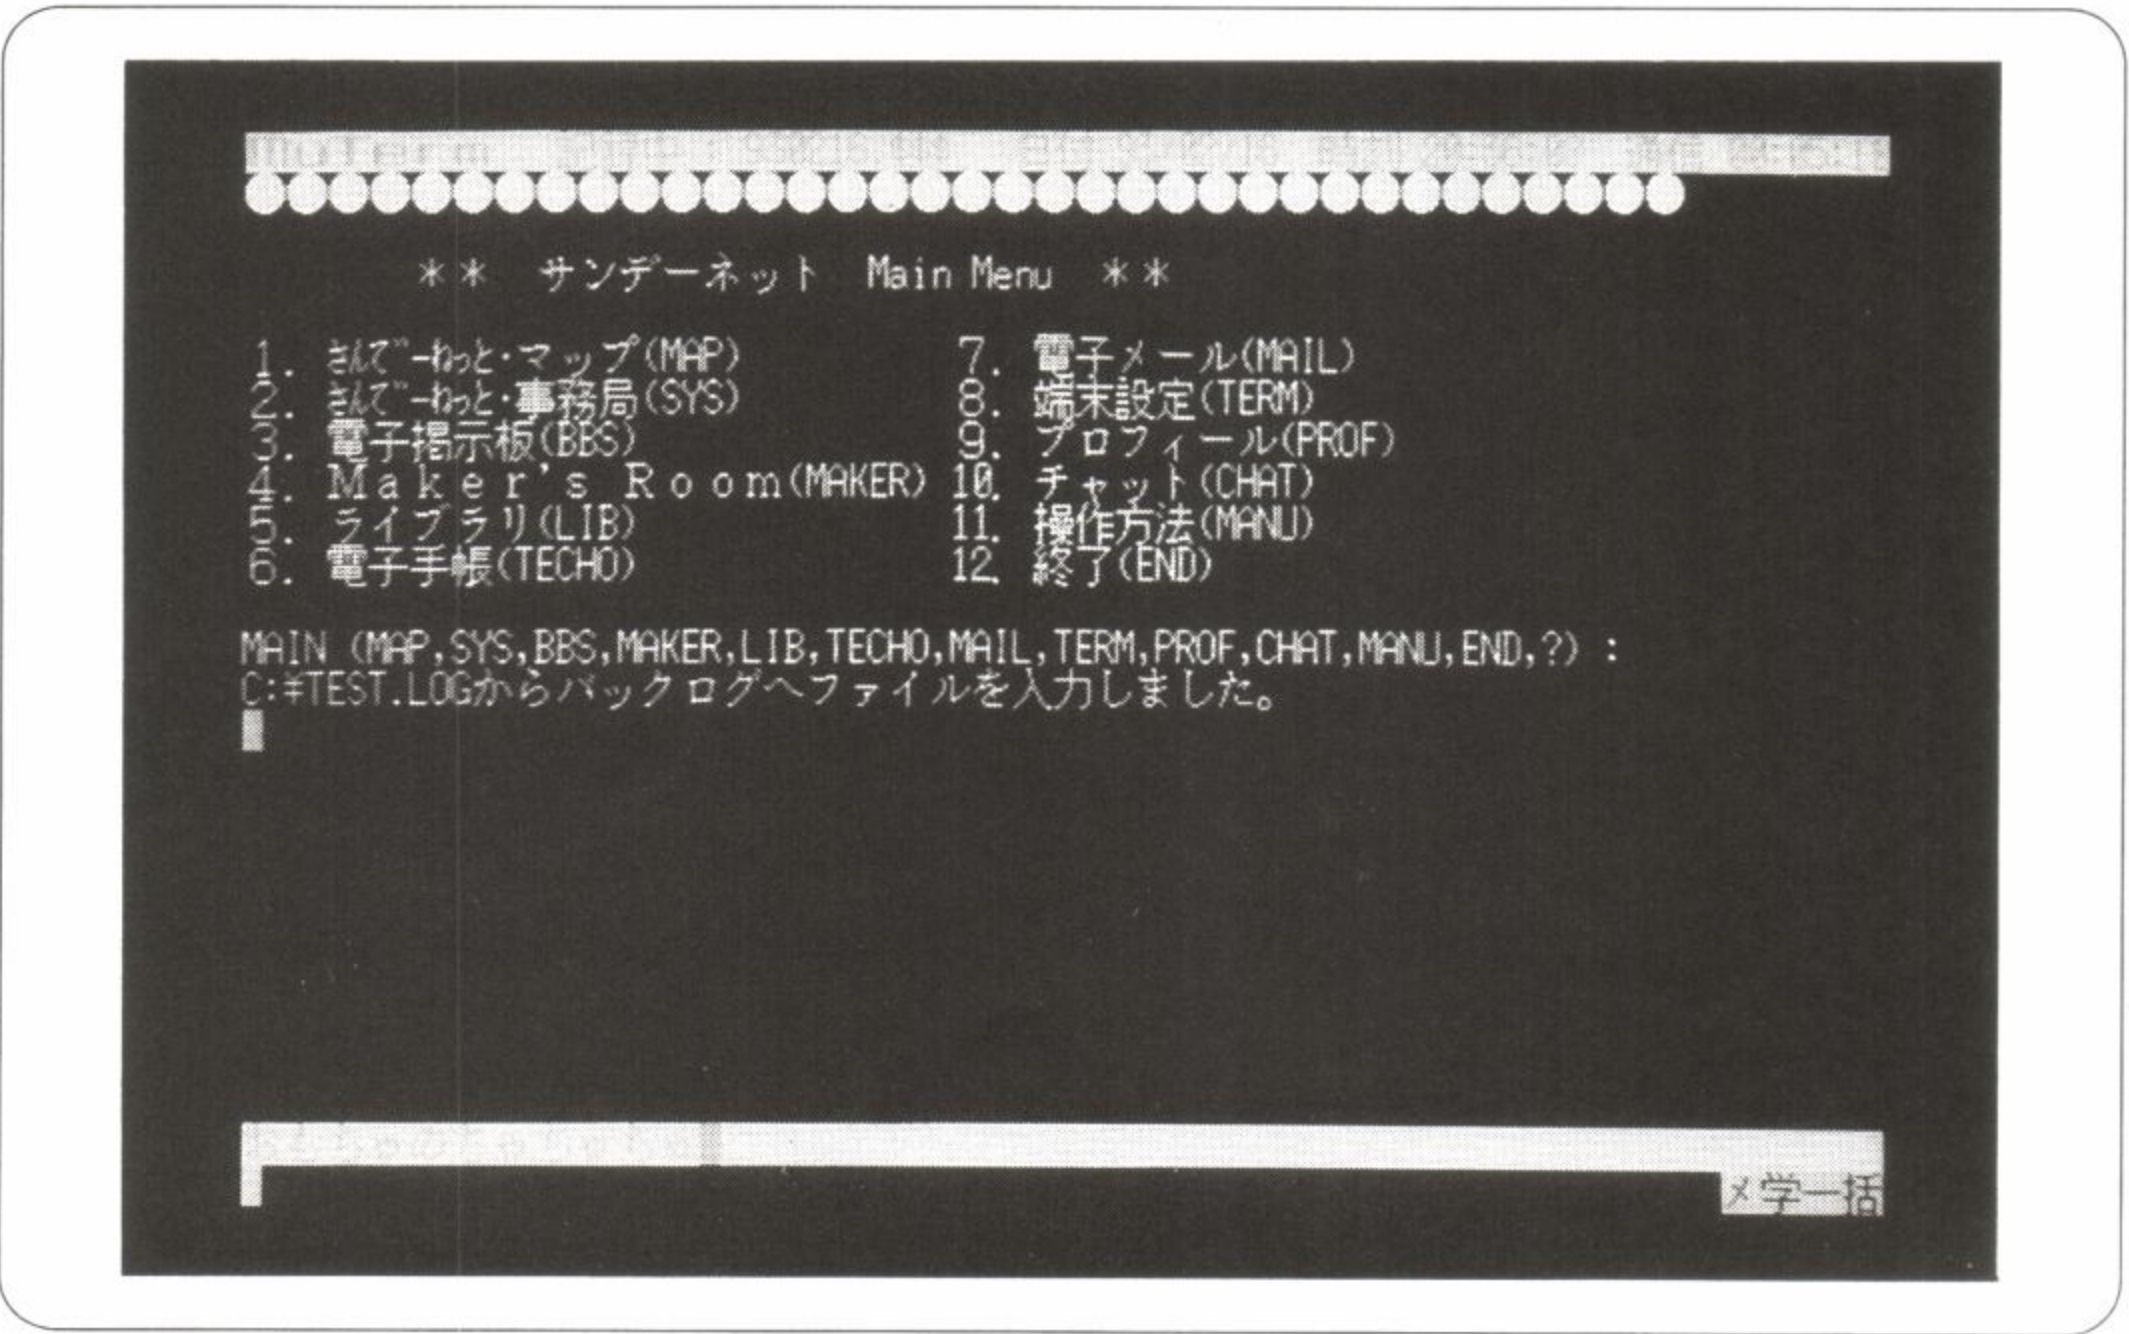 ** サンデーネット Main Menu **
1. さんでーねっと・マップ(MAP)
2. さんでーねっと・事務局(SYS)
3. 電子掲示板(BBS)
4. Maker's Room(MAKER)
5. ライブラリ(LIB)
6. 電子手帳(TECHO)
7. 電子メール(MAIL)
8. 端末設定(TERM)
9. プロフィール(PROF)
10. チャット(CHAT)
11. 操作方法(MANU)
12. 終了(END)
MAIN (MAP,SYS,BBS,MAKER,LIB,TECHO,MAIL,TERM,PROF,CHAT,MANU,END,?) :
C:¥TEST.LOGからバックログへファイルを入力しました。
メ学一括